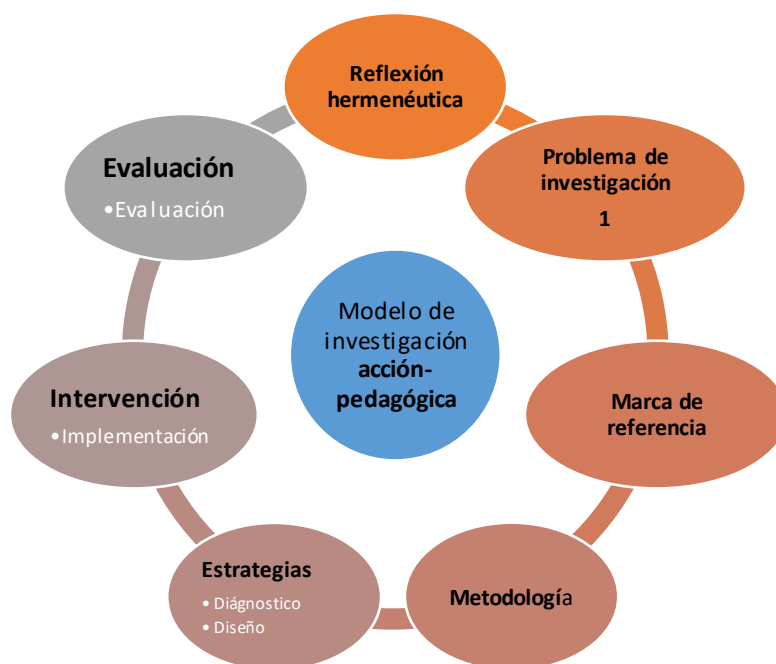 Reflexión
hermenéutica
Problema de
investigación
1
Marca de
referencia
Metodología
Estrategias
• Diágnostico
• Diseño
Intervención
•Implementación
Evaluación
•Evaluación
Modelo de
investigación
acción-
pedagógica